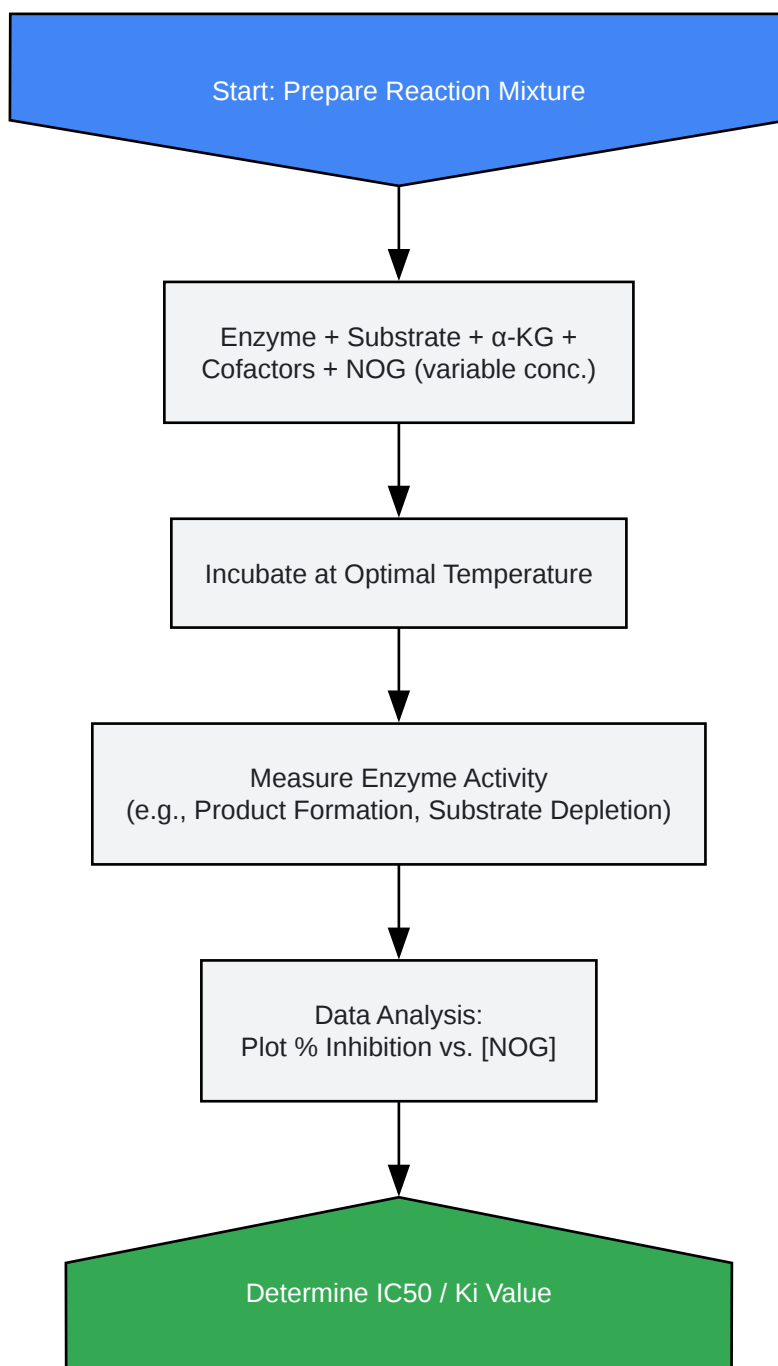 Start: Prepare Reaction Mixture
Enzyme + Substrate + α-KG +
Cofactors + NOG (variable conc.)
Incubate at Optimal Temperature
Measure Enzyme Activity
(e.g., Product Formation, Substrate Depletion)
Data Analysis:
Plot % Inhibition vs. [NOG]
Determine IC50 / Ki Value